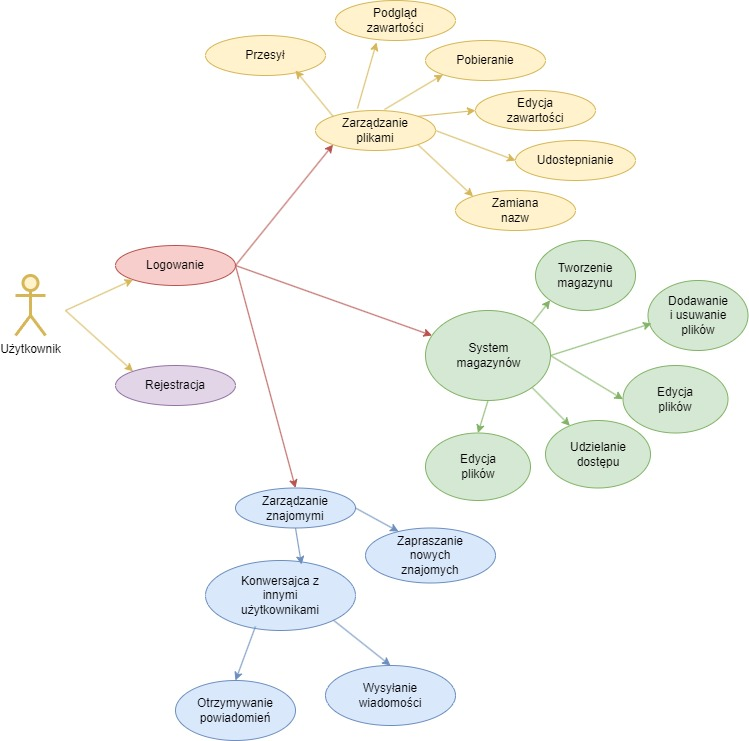 Podgląd
zawartości
Przesył
Pobieranie
Edycja
zawartości
Zarządzanie
plikami
Udostepnianie
Zamiana
nazw
Logowanie
Tworzenie
magazynu
Dodawanie
i usuwanie
plików
Użytkownik
System
magazynów
Rejestracja
Edycja
plików
Udzielanie
dostępu
Edycja
plików
Zarządzanie
znajomymi
Zapraszanie
nowych
znajomych
Konwersajca z
innymi
użytkownikami
Otrzymywanie
powiadomień
Wysyłanie
wiadomości